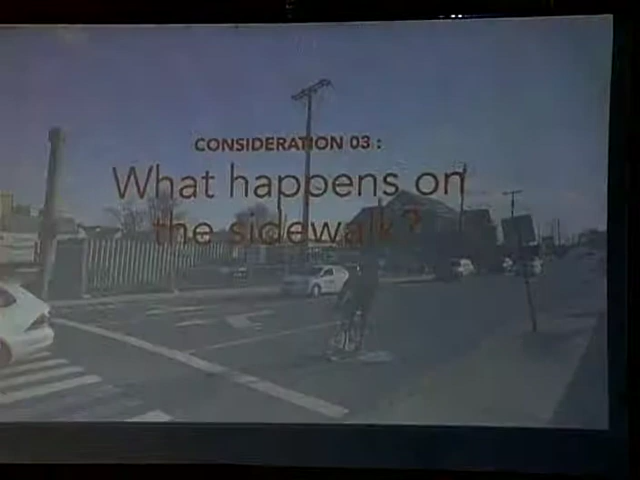 CONSIDERATION 03 :
What happens on
the sidewalk?